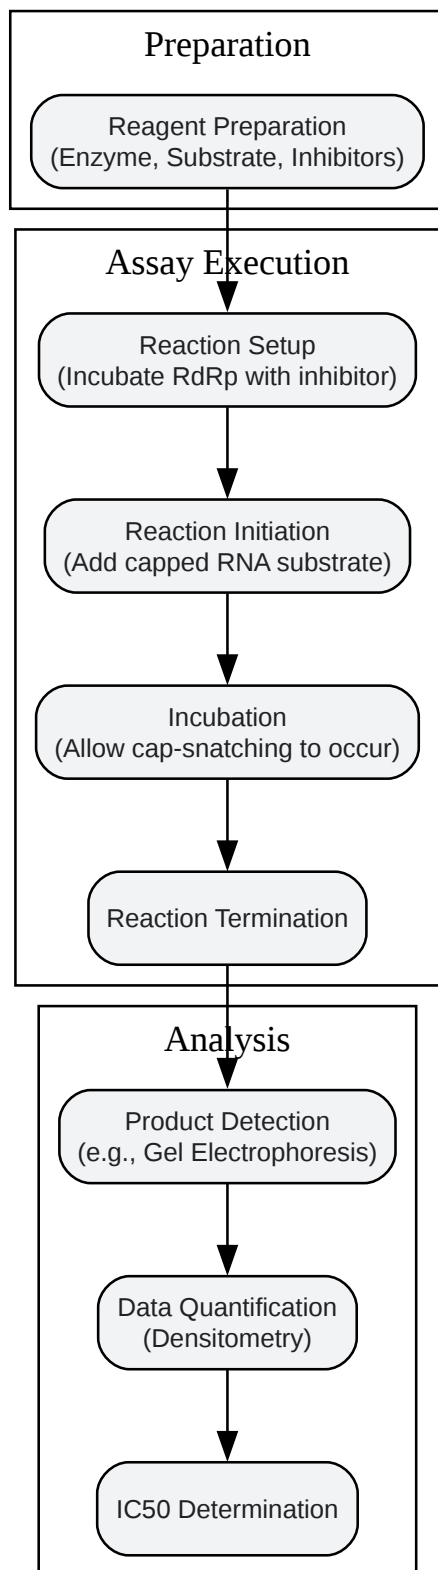 Preparation
Reagent Preparation
(Enzyme, Substrate, Inhibitors)
Assay Execution
Reaction Setup
(Incubate RdRp with inhibitor)
Reaction Initiation
(Add capped RNA substrate)
Incubation
(Allow cap-snatching to occur)
Reaction Termination
Analysis
Product Detection
(e.g., Gel Electrophoresis)
Data Quantification
(Densitometry)
IC50 Determination